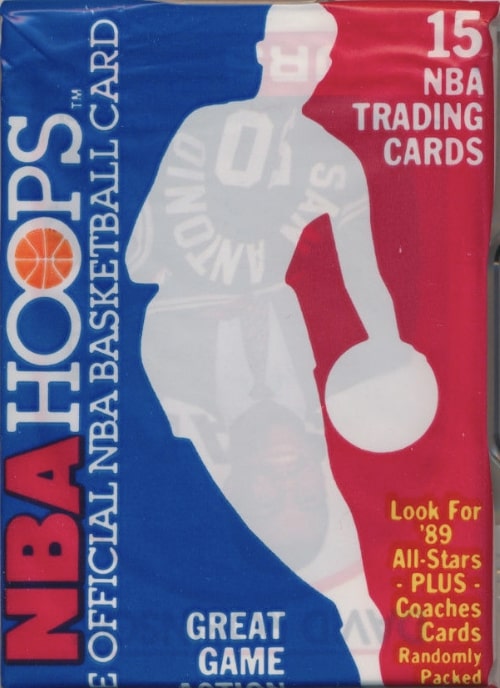 NBA HOOPS™
E OFFICIAL NBA BASKETBALL CARD
15
NBA
TRADING
CARDS
SAN ANTONIO
Look For
'89
All-Stars
- PLUS -
Coaches
Cards
Randomly
Packed
GREAT
GAME
ACTION